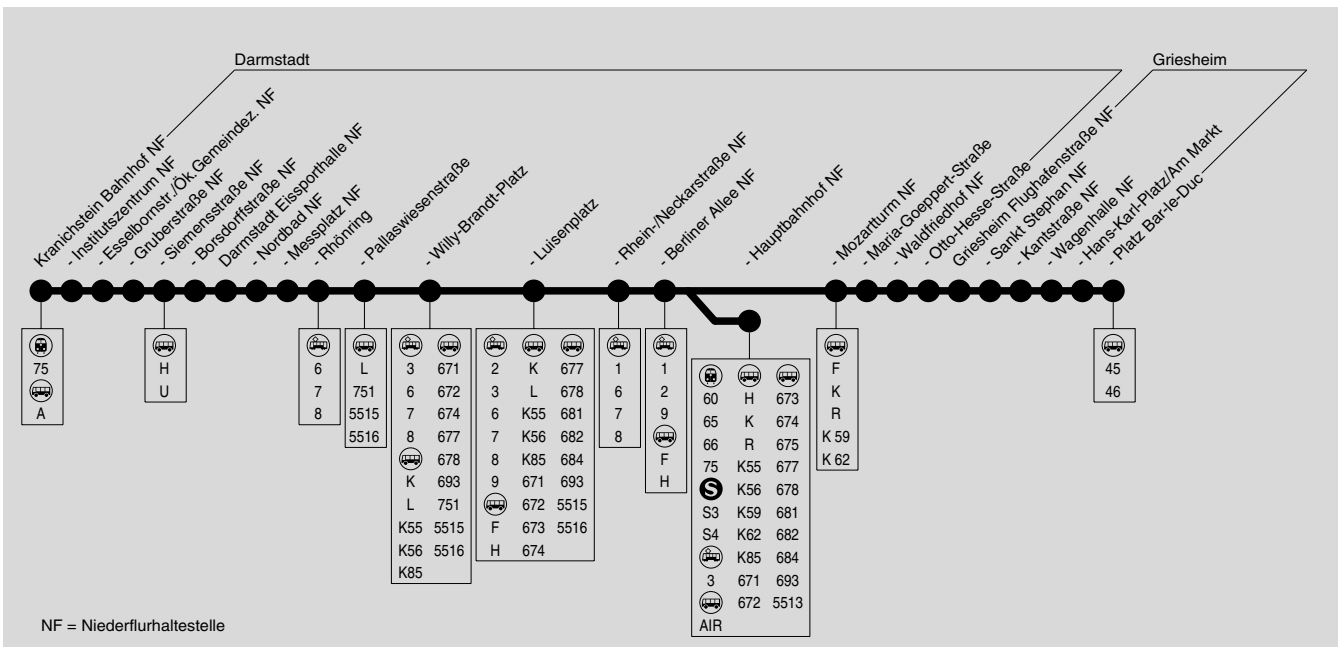 Darmstadt
Griesheim
Kranichstein Bahnhof NF
- Institutszentrum NF
- Esselbornstr./Ök.Gemeindez. NF
- Gruberstraße NF
- Siemensstraße NF
- Borsdorffstraße NF
Darmstadt Eissporthalle NF
- Nordbad NF
- Messplatz NF
- Rhönring
- Pallaswiesenstraße
- Willy-Brandt-Platz
- Luisenplatz
- Rhein-/Neckarstraße NF
- Berliner Allee NF
- Hauptbahnhof NF
- Mozartturm NF
- Maria-Goeppert-Straße
- Waldfriedhof NF
- Otto-Hesse-Straße
Griesheim Flughafenstraße NF
- Sankt Stephan NF
- Kantstraße NF
- Wagenhalle NF
- Hans-Karl-Platz/Am Markt
- Platz Bar-le-Duc
75
A
H
U
6
7
8
L
751
5515
5516
3 671
6 672
7 674
8 677
678
K 693
L 751
K55 5515
K56 5516
K85
2 K 677
3 L 678
6 K55 681
7 K56 682
8 K85 684
9 671 693
672 5515
F 673 5516
H 674
1
6
7
8
1
2
9
F
H
60 H 673
65 K 674
66 R 675
75 K55 677
S K56 678
S3 K59 681
S4 K62 682
K85 684
3 671 693
672 5513
AIR
F
K
R
K 59
K 62
45
46
NF = Niederflurhaltestelle